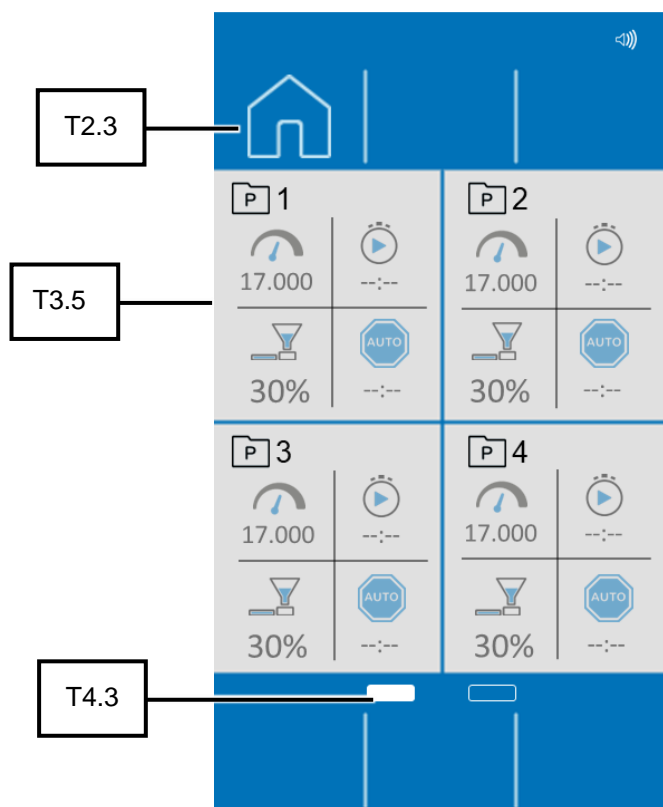 T2.3
P 1
P 2
17.000
--:--
17.000
--:--
T3.5
AUTO
AUTO
30%
--:--
30%
--:--
P 3
P 4
17.000
--:--
17.000
--:--
AUTO
AUTO
30%
--:--
30%
--:--
T4.3